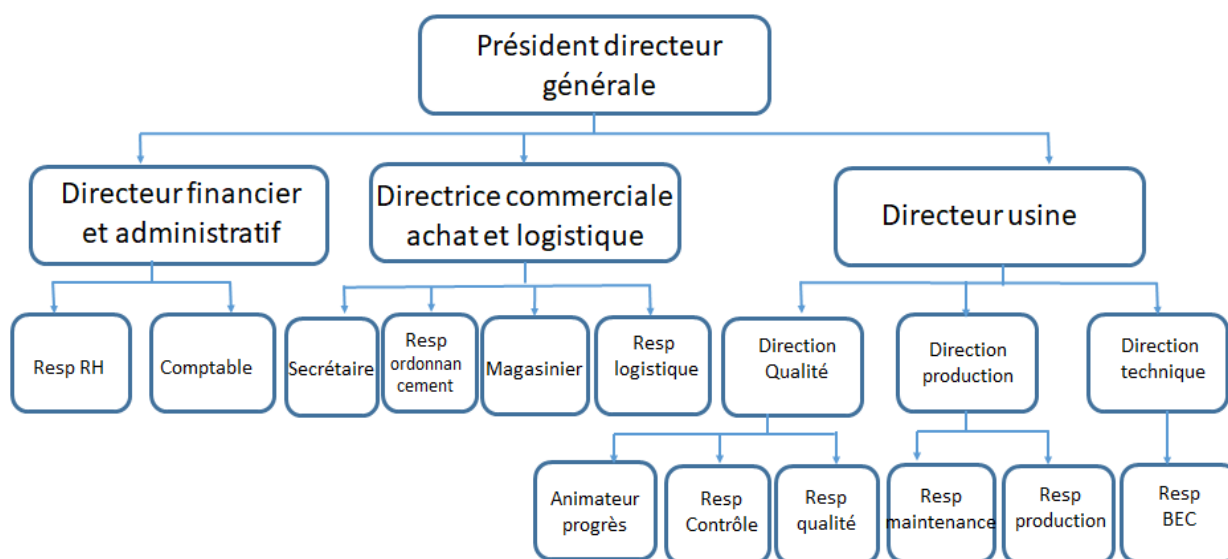 Président directeur
générale
Directeur financier
et administratif
Directrice commerciale
achat et logistique
Directeur usine
Resp RH
Comptable
Secrétaire
Resp
ordonnan
cement
Magasinier
Resp
logistique
Direction
Qualité
Direction
production
Direction
technique
Animateur
progrès
Resp
Contrôle
Resp
qualité
Resp
maintenance
Resp
production
Resp
BEC